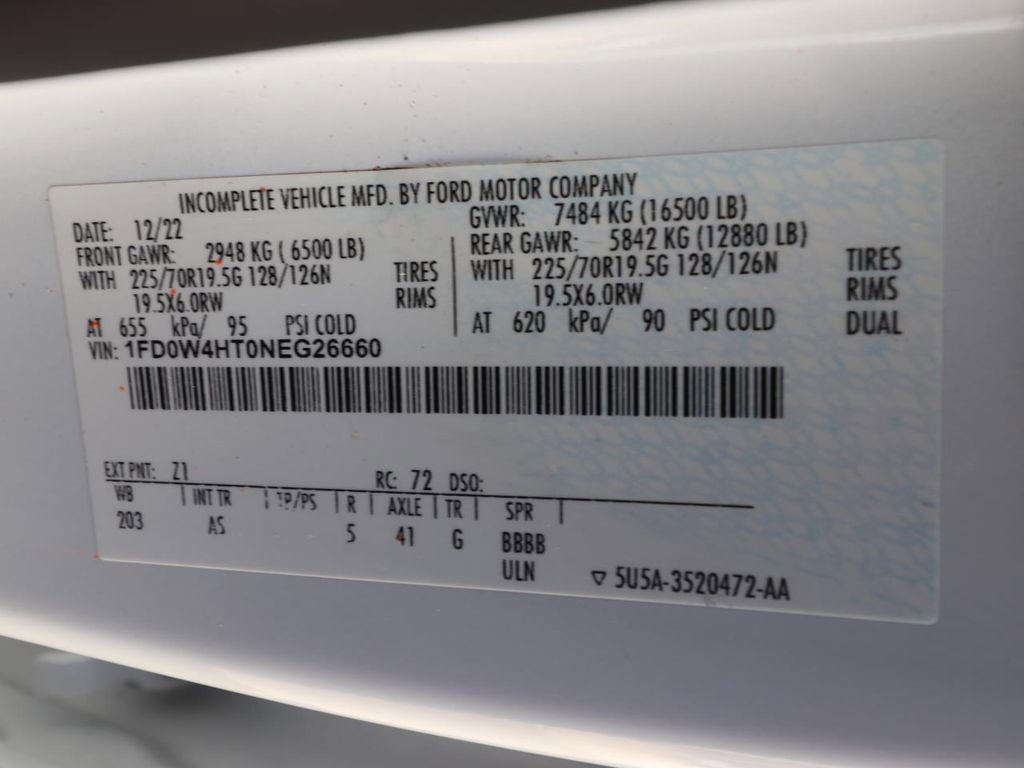 INCOMPLETE VEHICLE MFD. BY FORD MOTOR COMPANY
DATE: 12/22 GVWR: 7484 KG (16500 LB)
FRONT GAWR: 2948 KG ( 6500 LB) REAR GAWR: 5842 KG (12880 LB)
WITH 225/70R19.5G 128/126N TIRES WITH 225/70R19.5G 128/126N TIRES
19.5X6.0RW RIMS 19.5X6.0RW RIMS
AT 655 kPa/ 95 PSI COLD AT 620 kPa/ 90 PSI COLD DUAL
VIN: 1FD0W4HT0NEG26660
EXT PNT: Z1 RC: 72 DSO:
WB | INT TR | TP/PS | R | AXLE | TR | SPR |
203 AS 5 41 G BBBB
ULN ▽ 5U5A-3520472-AA